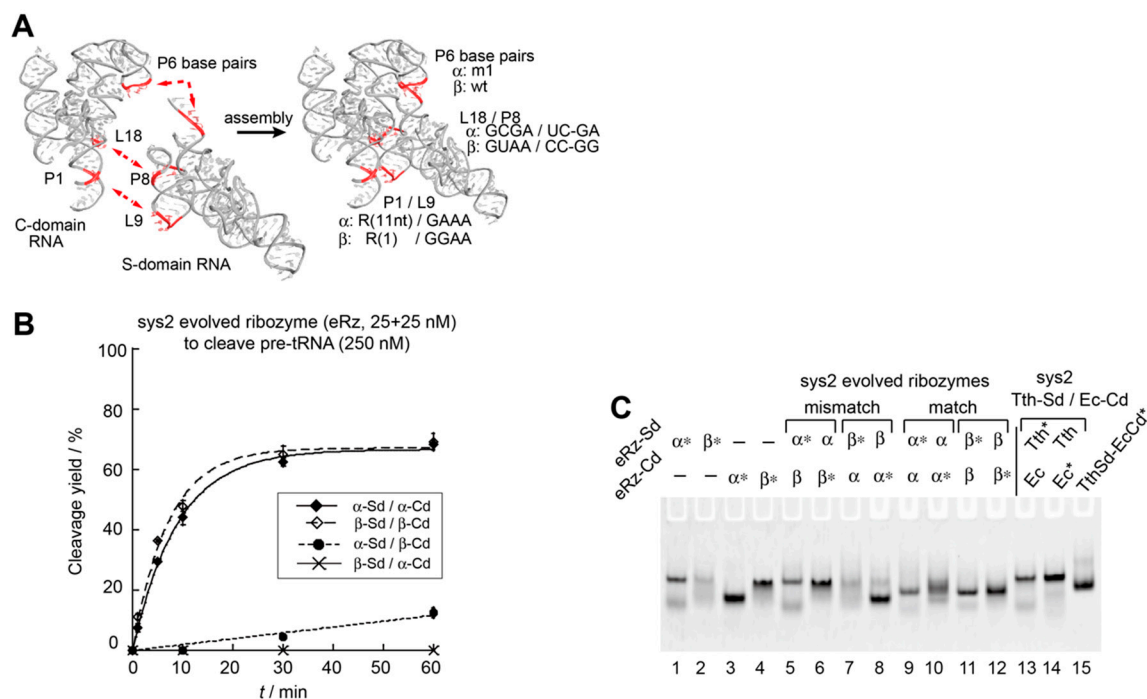 A
P6 base pairs
L18
P1
P8
L9
C-domain
RNA
S-domain RNA
assembly
P6 base pairs
α: m1
β: wt
L18 / P8
α: GCGA / UC-GA
β: GUAA / CC-GG
P1 / L9
α: R(11nt) / GAAA
β: R(1) / GGAA
B
sys2 evolved ribozyme (eRz, 25+25 nM)
to cleave pre-tRNA (250 nM)
Cleavage yield / %
100
80
60
40
20
0
0 10 20 30 40 50 60
t / min
α-Sd / α-Cd
β-Sd / β-Cd
α-Sd / β-Cd
β-Sd / α-Cd
C
sys2 evolved ribozymes
mismatch match
sys2
Tth-Sd / Ec-Cd
eRz-Sd α* β* – – α* α β* β α* α β* β Tth* Tth
eRz-Cd – – α* β* β β* α α* α α* β β* Ec Ec* TthSd-EcCd*
1 2 3 4 5 6 7 8 9 10 11 12 13 14 15